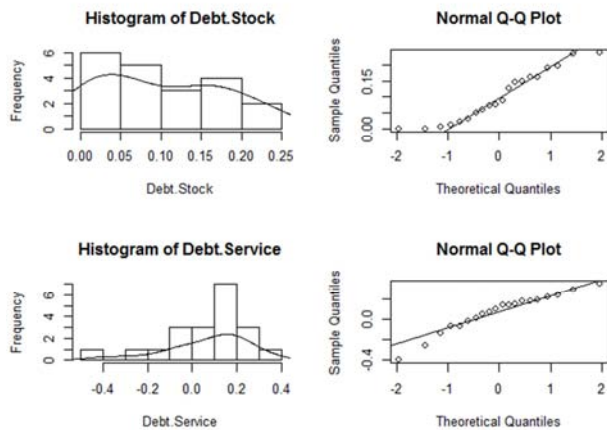 Histogram of Debt.Stock
Frequency
0 2 4 6
0.00 0.05 0.10 0.15 0.20 0.25
Debt.Stock
Normal Q-Q Plot
Sample Quantiles
0.00 0.15
-2 -1 0 1 2
Theoretical Quantiles
Histogram of Debt.Service
Frequency
0 2 4 6
-0.4 -0.2 0.0 0.2 0.4
Debt.Service
Normal Q-Q Plot
Sample Quantiles
-0.4 0.0
-2 -1 0 1 2
Theoretical Quantiles